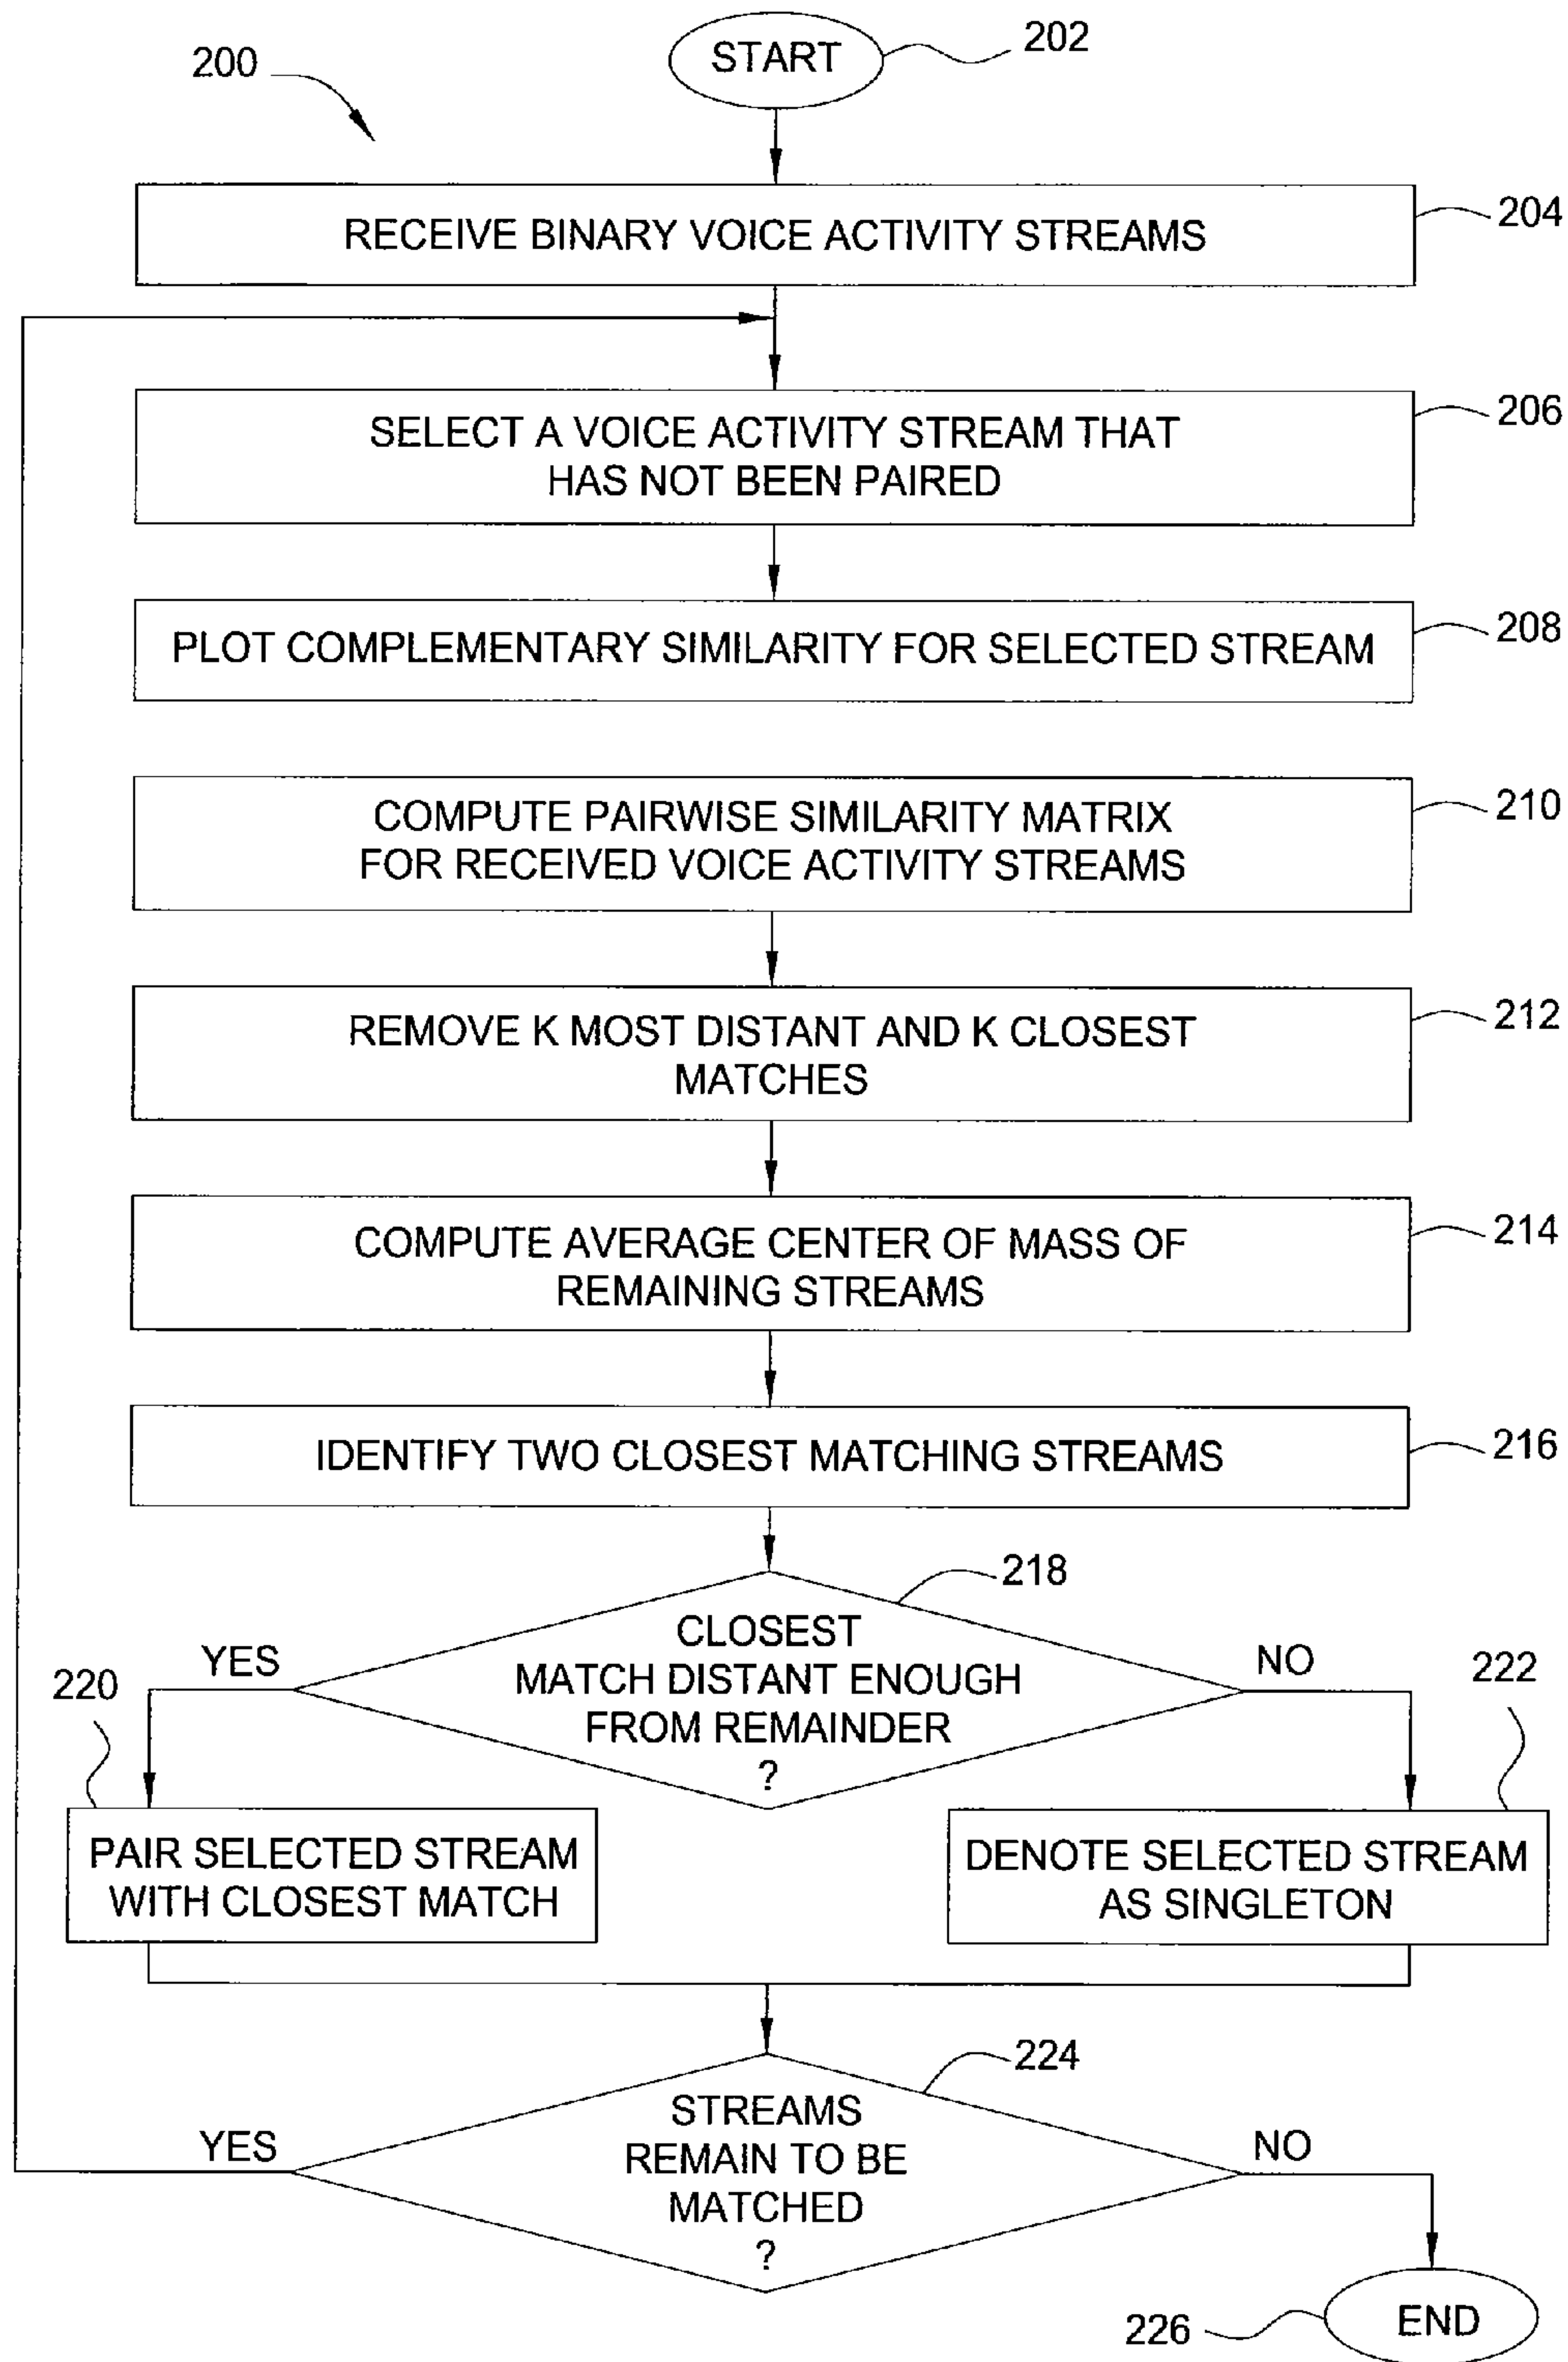 200
START
202
RECEIVE BINARY VOICE ACTIVITY STREAMS
204
SELECT A VOICE ACTIVITY STREAM THAT
HAS NOT BEEN PAIRED
206
PLOT COMPLEMENTARY SIMILARITY FOR SELECTED STREAM
208
COMPUTE PAIRWISE SIMILARITY MATRIX
FOR RECEIVED VOICE ACTIVITY STREAMS
210
REMOVE K MOST DISTANT AND K CLOSEST
MATCHES
212
COMPUTE AVERAGE CENTER OF MASS OF
REMAINING STREAMS
214
IDENTIFY TWO CLOSEST MATCHING STREAMS
216
218
CLOSEST
MATCH DISTANT ENOUGH
FROM REMAINDER
?
YES
NO
220
222
PAIR SELECTED STREAM
WITH CLOSEST MATCH
DENOTE SELECTED STREAM
AS SINGLETON
224
STREAMS
REMAIN TO BE
MATCHED
?
YES
NO
226
END